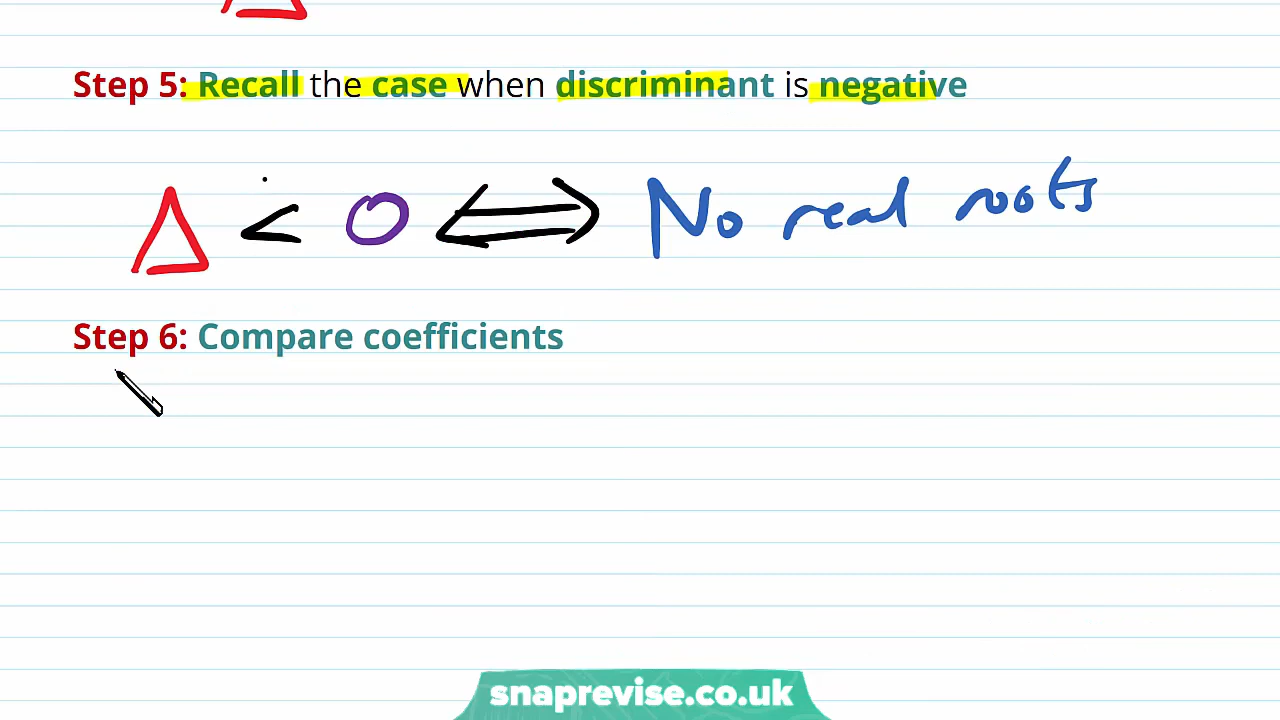 Δ
Step 5: Recall the case when discriminant is negative
Δ < 0 ⟺ No real roots
Step 6: Compare coefficients
snaprevise.co.uk